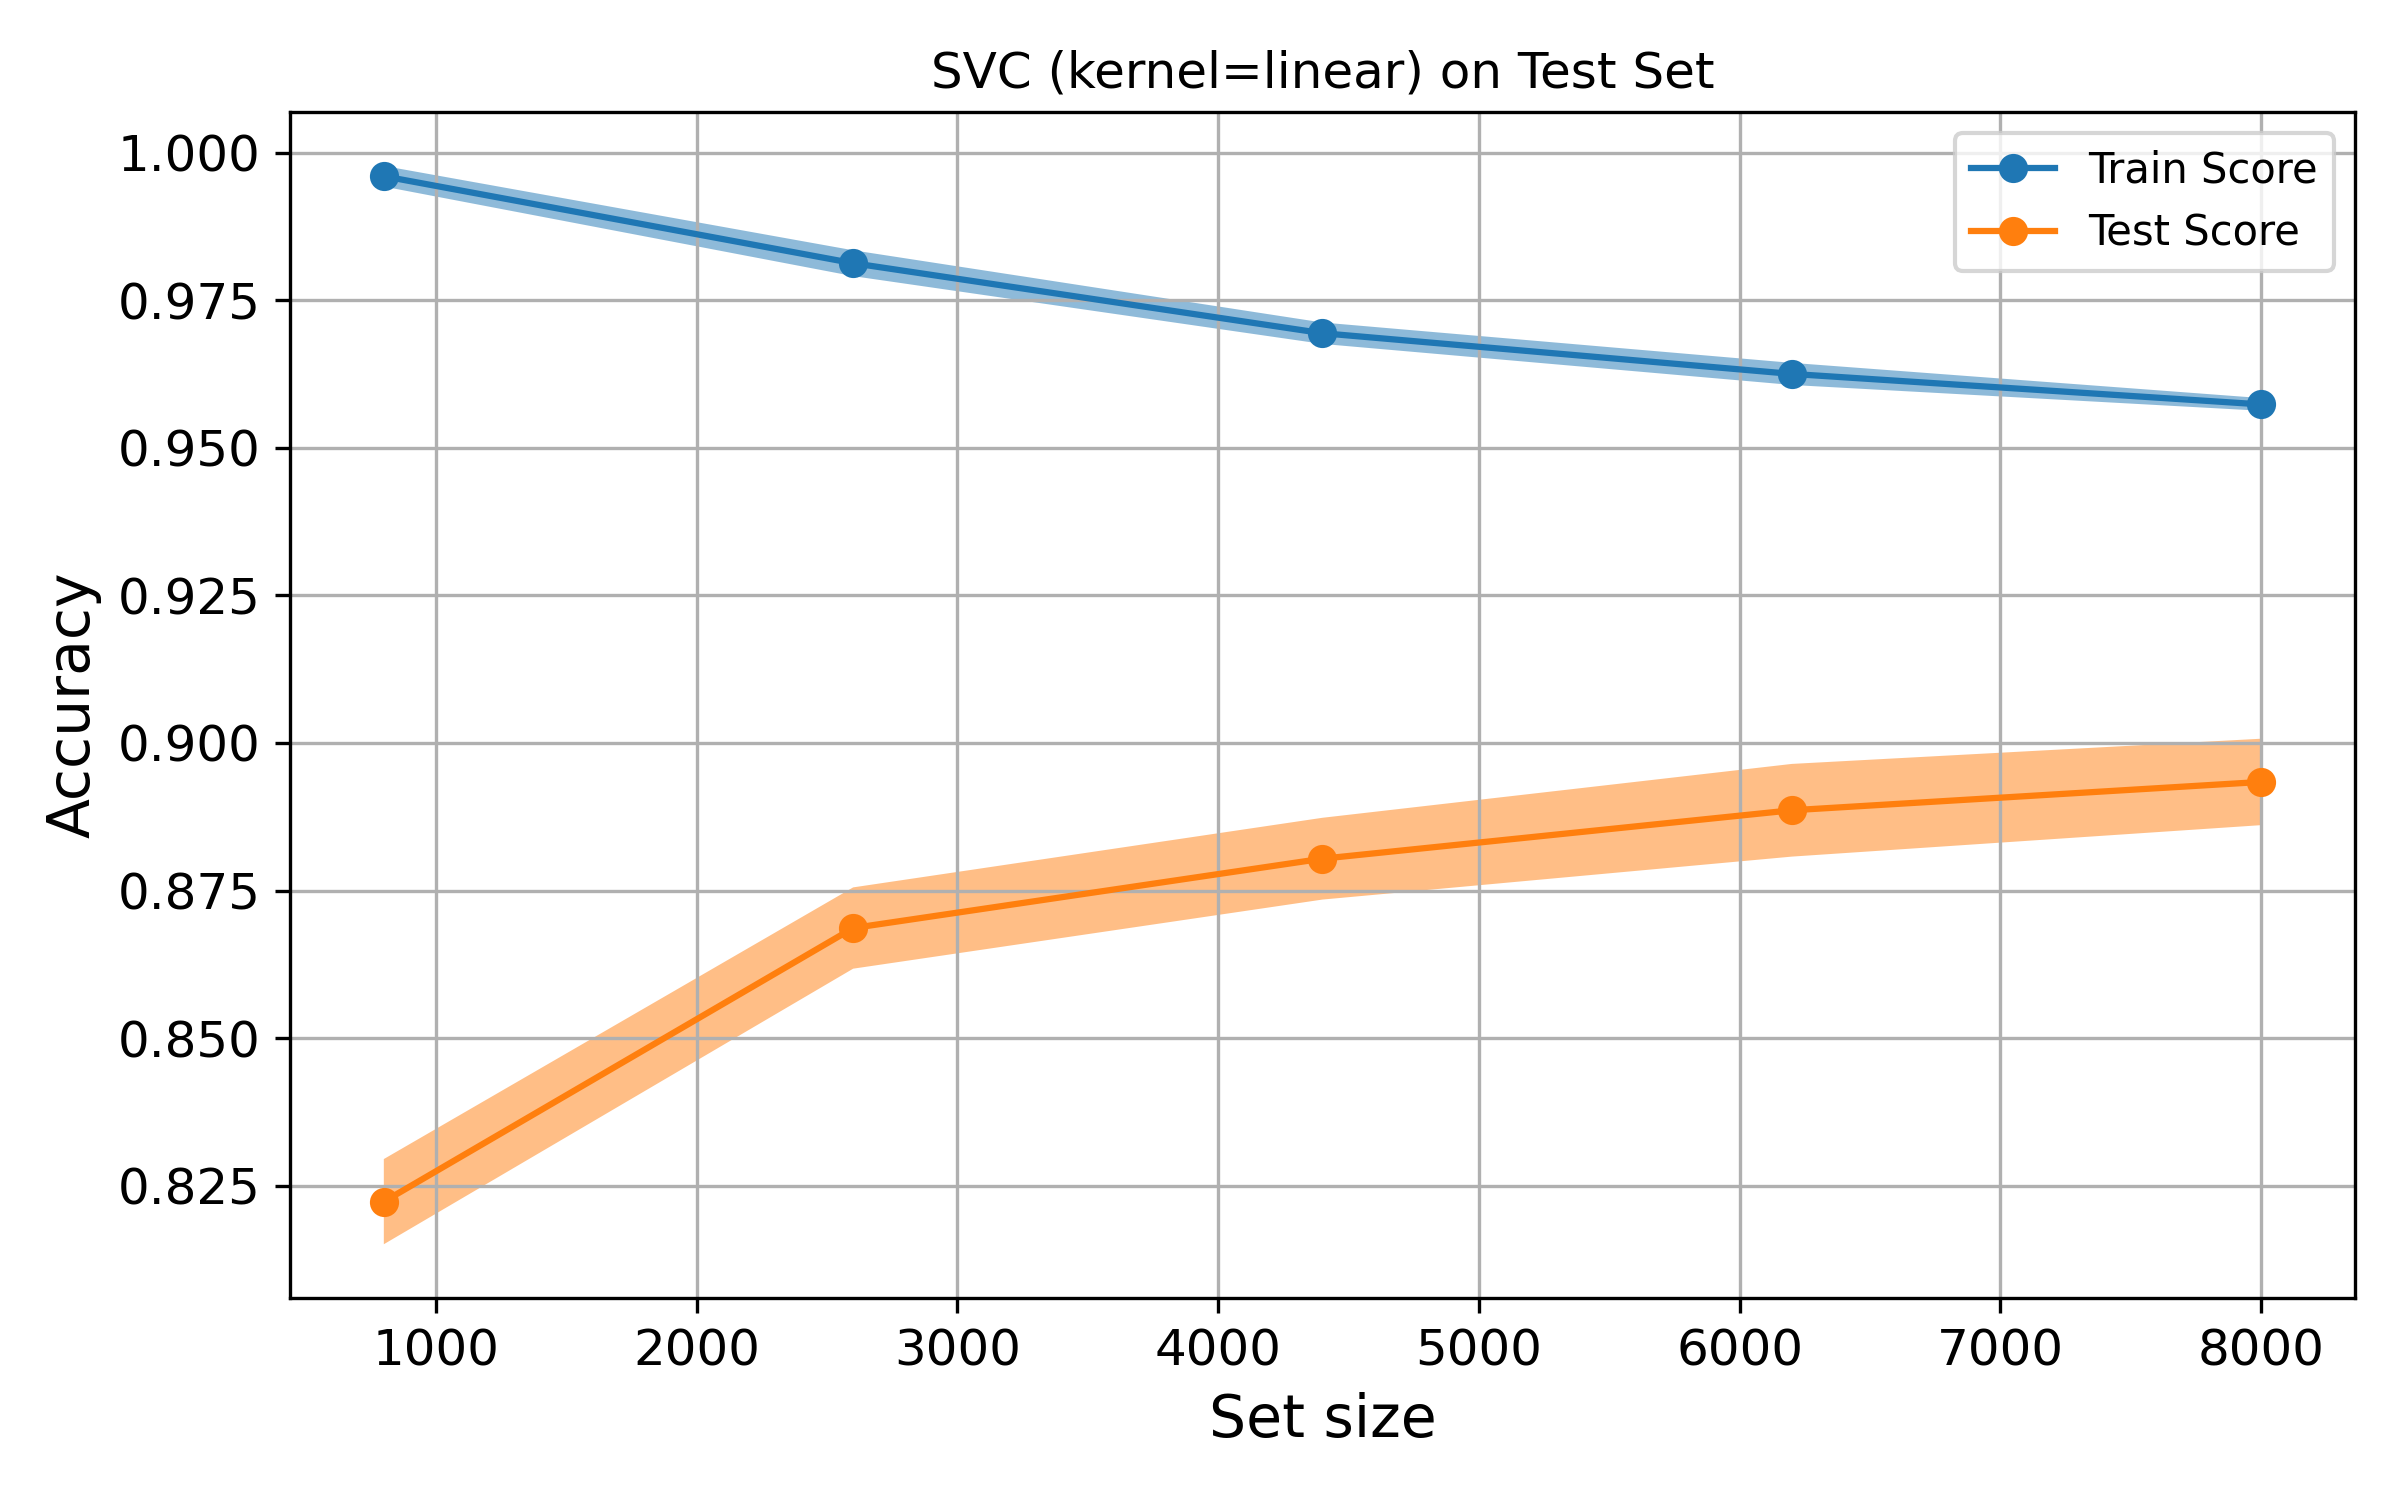 SVC (kernel=linear) on Test Set
1.000
0.975
0.950
0.925
0.900
0.875
0.850
0.825
Accuracy
Train Score
Test Score
1000 2000 3000 4000 5000 6000 7000 8000
Set size